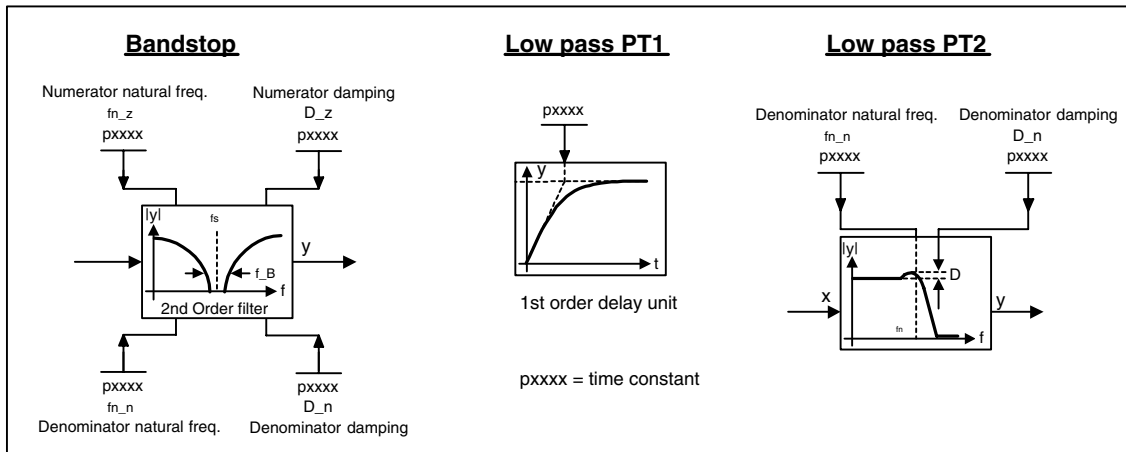 Bandstop
Numerator natural freq.
fn_z
pxxxx
Numerator damping
D_z
pxxxx
|y|
fs
f_B
f
2nd Order filter
y
pxxxx
fn_n
Denominator natural freq.
pxxxx
D_n
Denominator damping
Low pass PT1
pxxxx
y
t
1st order delay unit
pxxxx = time constant
Low pass PT2
Denominator natural freq.
fn_n
pxxxx
Denominator damping
D_n
pxxxx
|y|
D
x
fn
f
y